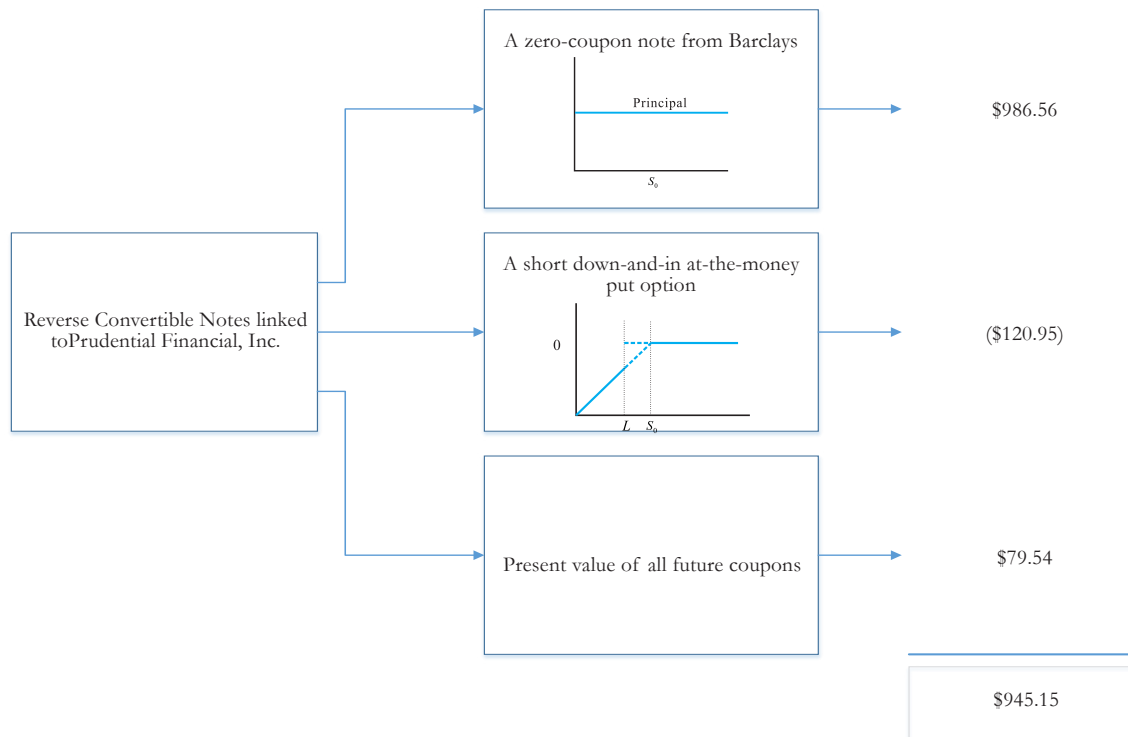 A zero-coupon note from Barclays
Principal
S₀
$986.56
Reverse Convertible Notes linked
toPrudential Financial, Inc.
A short down-and-in at-the-money
put option
0
L S₀
($120.95)
Present value of all future coupons
$79.54
$945.15